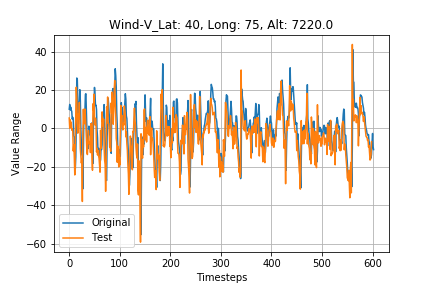 Wind-V_Lat: 40, Long: 75, Alt: 7220.0
40
20
0
−20
−40
−60
Value Range
Original
Test
0 100 200 300 400 500 600
Timesteps